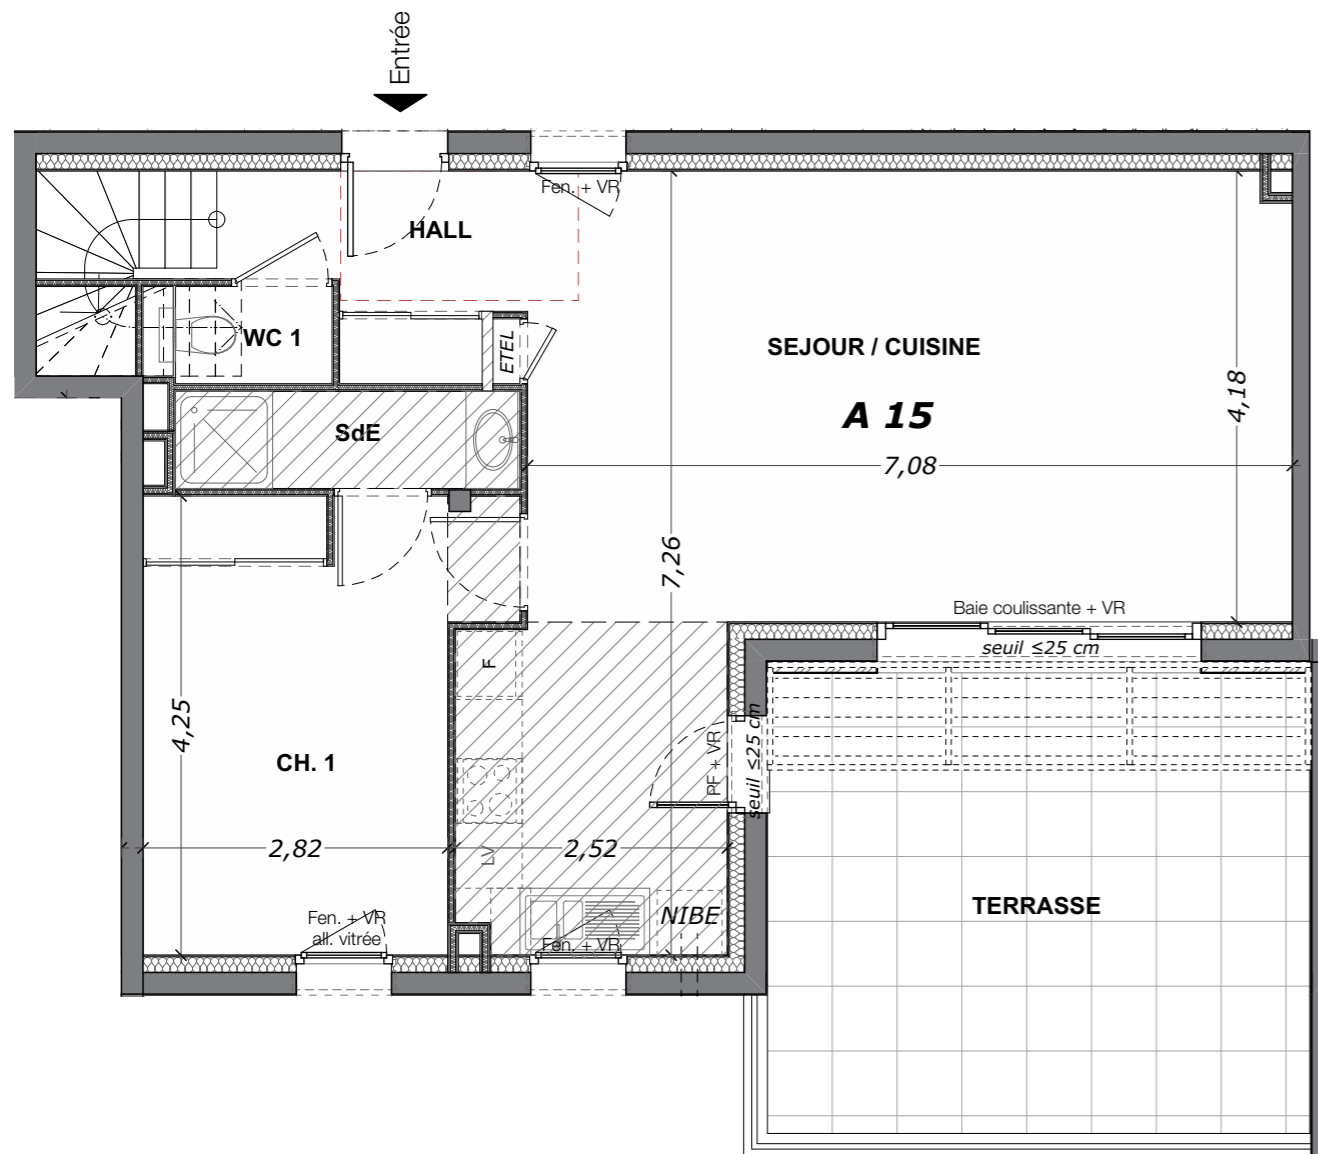 Entrée
Fen. + VR
HALL
WC 1
ETEL
SEJOUR / CUISINE
A 15
4,18
SdE
7,08
7,26
Baie coulissante + VR
seuil ≤25 cm
F
4,25
CH. 1
PF + VR
seuil ≤25 cm
2,82
LV
2,52
TERRASSE
NIBE
Fen. + VR
all. vitrée
Fen. + VR